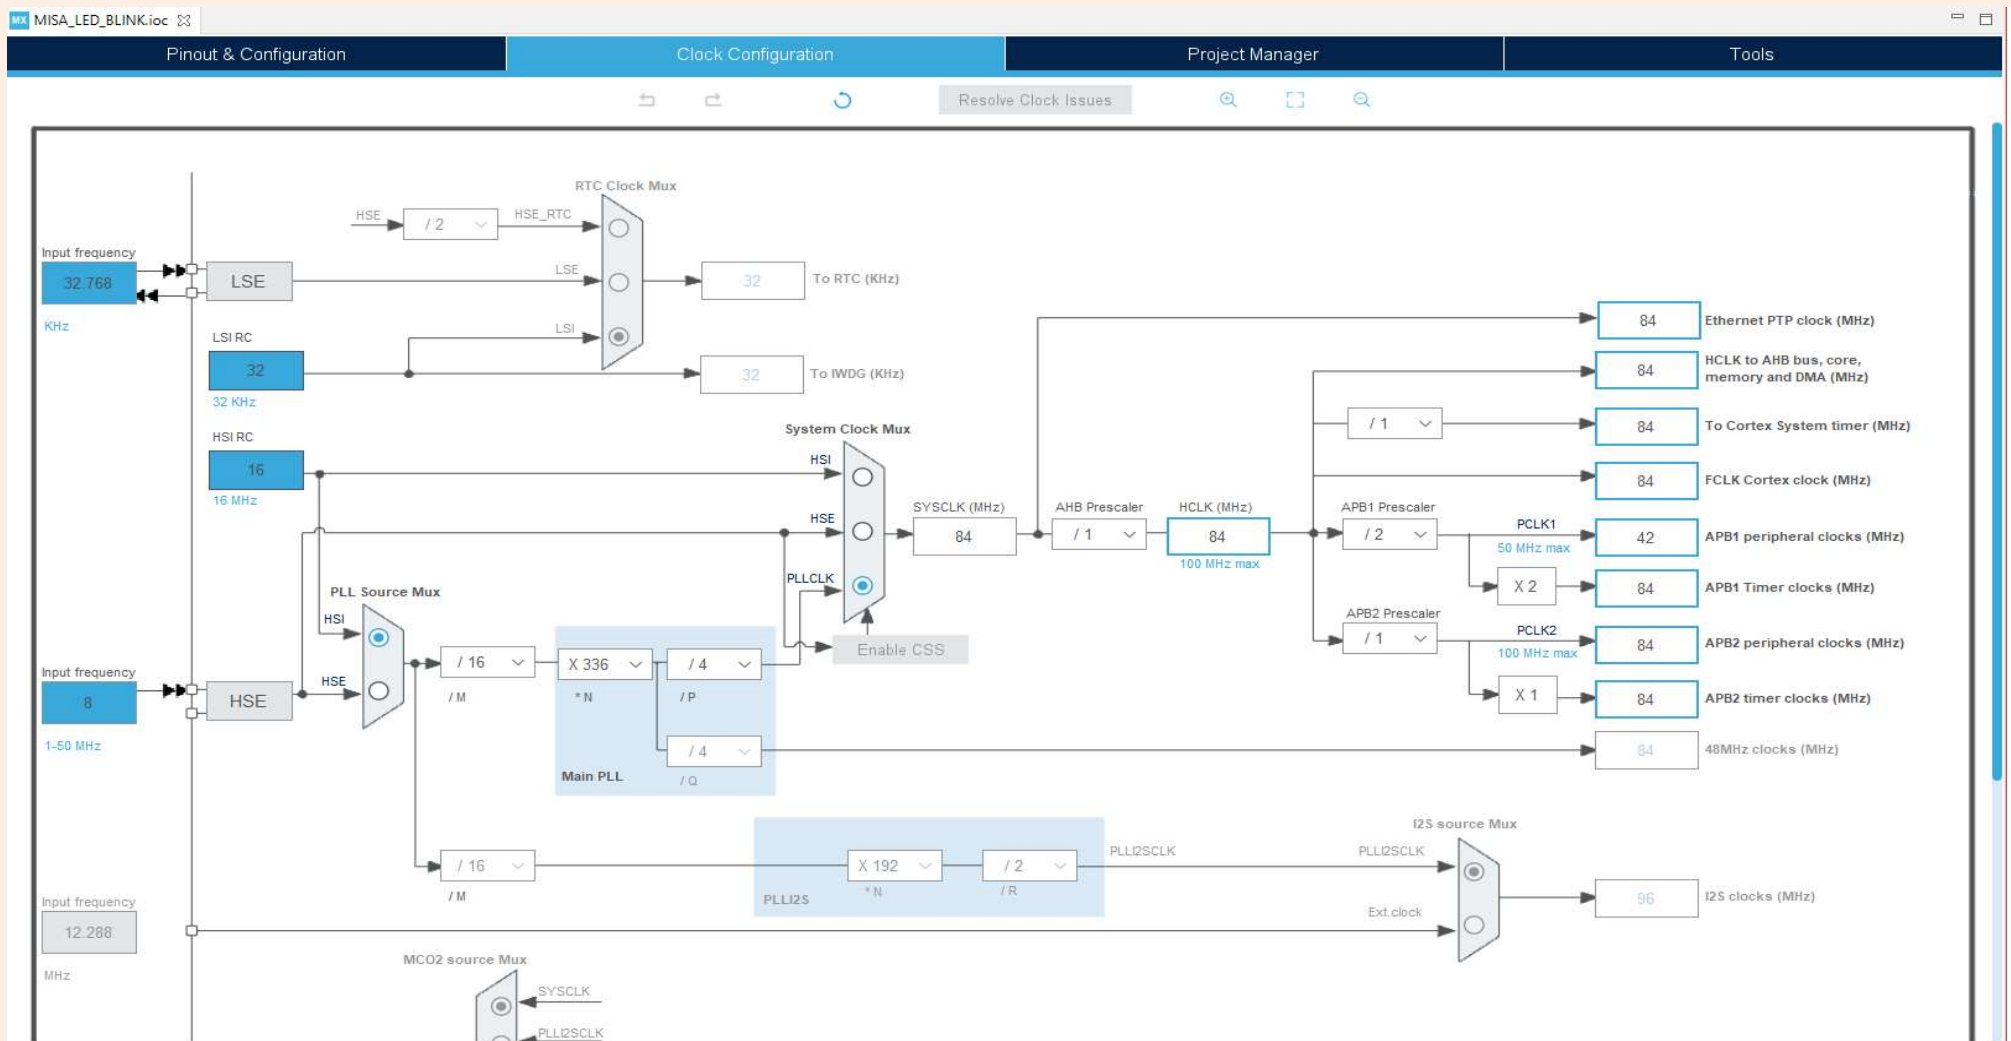 MX MISA_LED_BLINK.ioc
Pinout & Configuration
Clock Configuration
Project Manager
Tools
Resolve Clock Issues
RTC Clock Mux
HSE
/ 2
HSE_RTC
Input frequency
32.768
KHz
LSE
LSE
32
To RTC (KHz)
LSI RC
32
32 KHz
LSI
32
To IWDG (KHz)
HSI RC
16
16 MHz
System Clock Mux
HSI
HSE
PLLCLK
Enable CSS
SYSCLK (MHz)
84
AHB Prescaler
/ 1
HCLK (MHz)
84
100 MHz max
84
Ethernet PTP clock (MHz)
84
HCLK to AHB bus, core,
memory and DMA (MHz)
/ 1
84
To Cortex System timer (MHz)
84
FCLK Cortex clock (MHz)
APB1 Prescaler
/ 2
PCLK1
50 MHz max
42
APB1 peripheral clocks (MHz)
X 2
84
APB1 Timer clocks (MHz)
APB2 Prescaler
/ 1
PCLK2
100 MHz max
84
APB2 peripheral clocks (MHz)
X 1
84
APB2 timer clocks (MHz)
PLL Source Mux
HSI
HSE
Input frequency
8
1-50 MHz
HSE
/ 16
/ M
X 336
* N
/ 4
/ P
/ 4
/ Q
Main PLL
84
48MHz clocks (MHz)
/ 16
/ M
X 192
* N
/ 2
/ R
PLLI2S
PLLI2SCLK
I2S source Mux
PLLI2SCLK
Ext.clock
96
I2S clocks (MHz)
Input frequency
12.288
MHz
MCO2 source Mux
SYSCLK
PLLI2SCLK